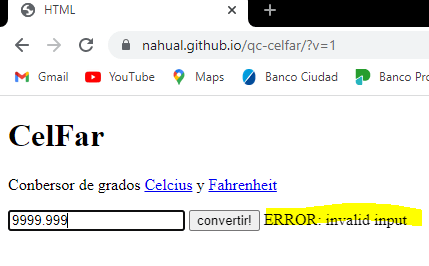 HTML
nahual.github.io/qc-celfar/?v=1
Gmail YouTube Maps Banco Ciudad Banco Pro
CelFar
Conbersor de grados Celcius y Fahrenheit
9999.999 convertir! ERROR: invalid input